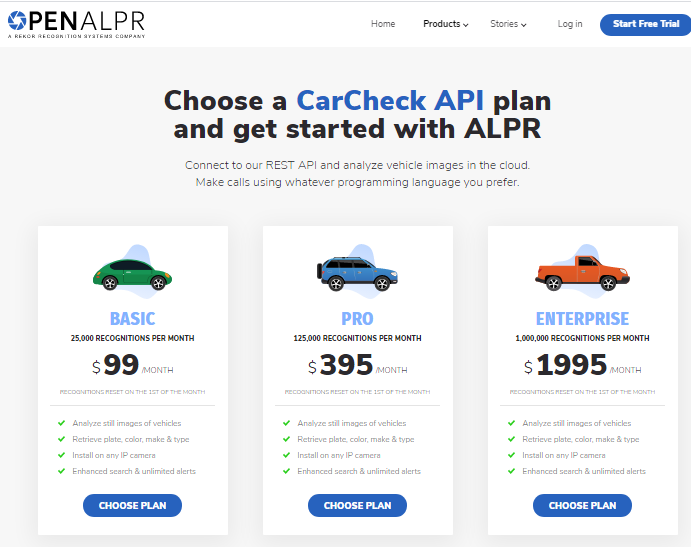 OPENALPR
A REKOR RECOGNITION SYSTEMS COMPANY
Home Products Stories Log in Start Free Trial
Choose a CarCheck API plan
and get started with ALPR
Connect to our REST API and analyze vehicle images in the cloud.
Make calls using whatever programming language you prefer.
BASIC
25,000 RECOGNITIONS PER MONTH
$99/MONTH
RECOGNITIONS RESET ON THE 1ST OF THE MONTH
Analyze still images of vehicles
Retrieve plate, color, make & type
Install on any IP camera
Enhanced search & unlimited alerts
CHOOSE PLAN
PRO
125,000 RECOGNITIONS PER MONTH
$395/MONTH
RECOGNITIONS RESET ON THE 1ST OF THE MONTH
Analyze still images of vehicles
Retrieve plate, color, make & type
Install on any IP camera
Enhanced search & unlimited alerts
CHOOSE PLAN
ENTERPRISE
1,000,000 RECOGNITIONS PER MONTH
$1995/MONTH
RECOGNITIONS RESET ON THE 1ST OF THE MONTH
Analyze still images of vehicles
Retrieve plate, color, make & type
Install on any IP camera
Enhanced search & unlimited alerts
CHOOSE PLAN